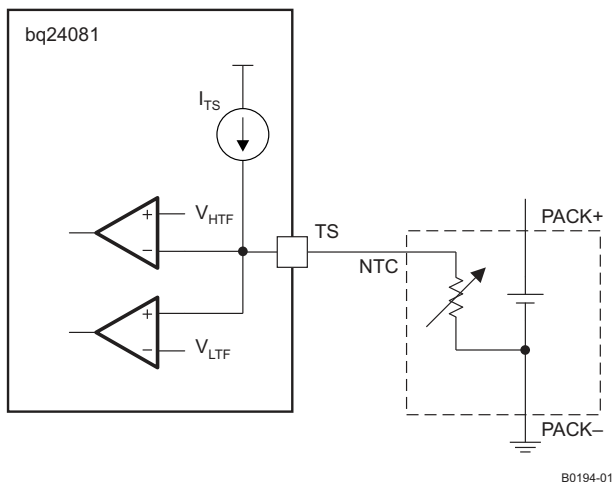 bq24081
I_TS
+
V_HTF
−
TS
PACK+
NTC
+
−
V_LTF
PACK–
B0194-01